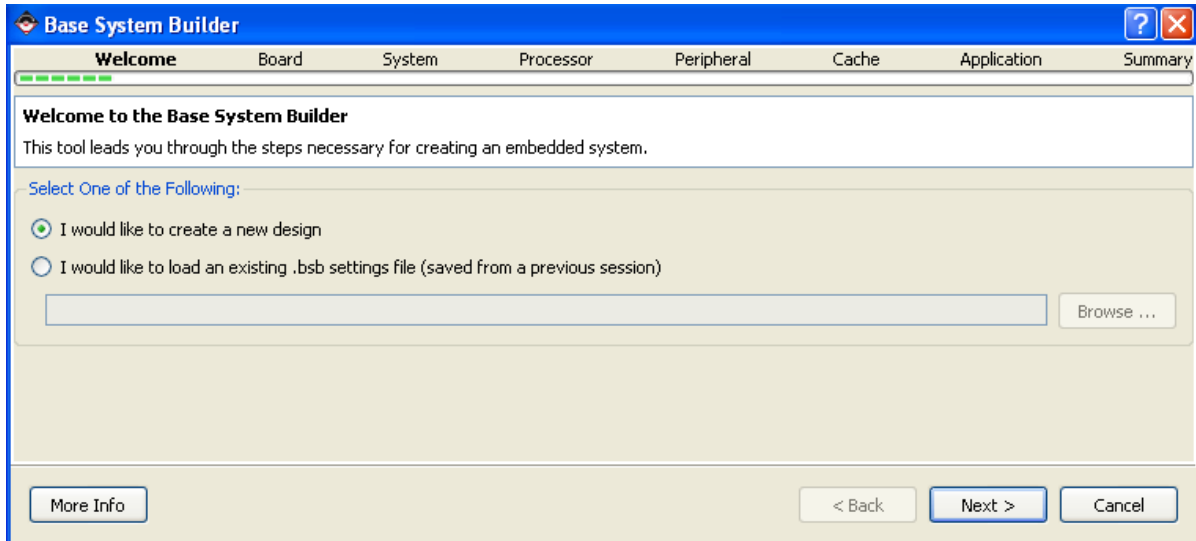 Base System Builder
Welcome Board System Processor Peripheral Cache Application Summary
Welcome to the Base System Builder
This tool leads you through the steps necessary for creating an embedded system.
Select One of the Following:
I would like to create a new design
I would like to load an existing .bsb settings file (saved from a previous session)
Browse ...
More Info < Back Next > Cancel